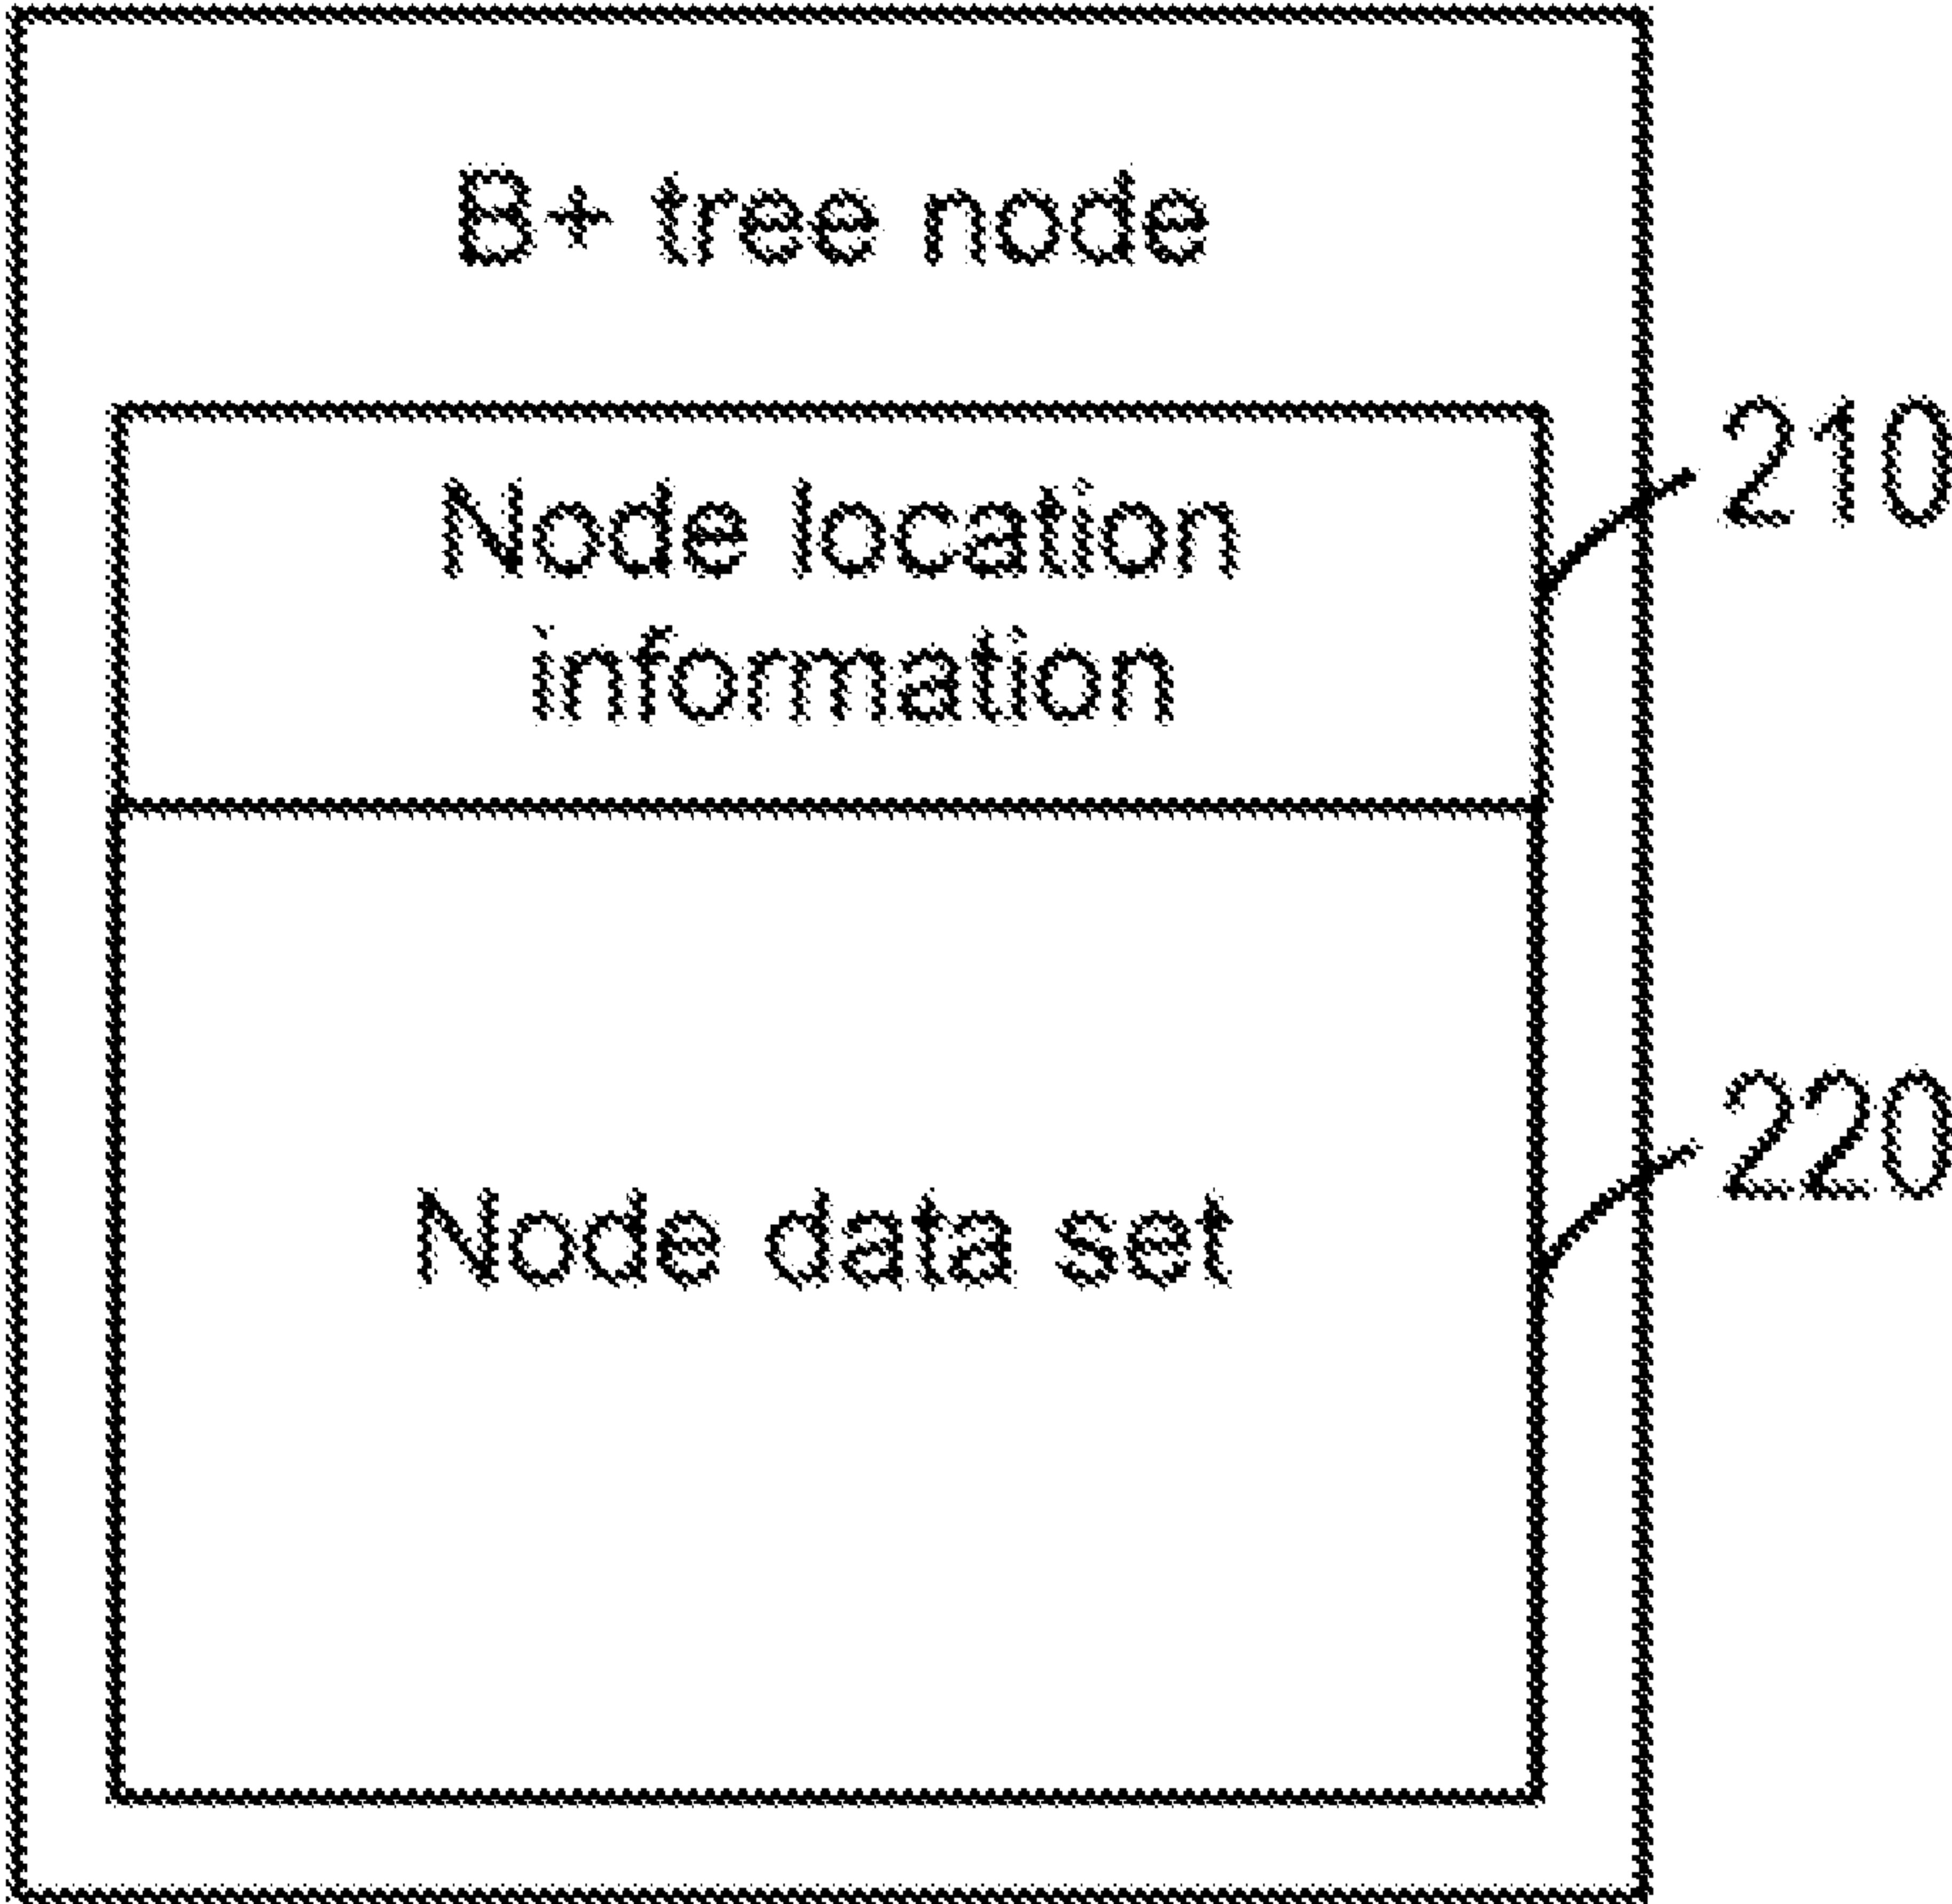 B+ tree node
210
Node location
information
220
Node data set